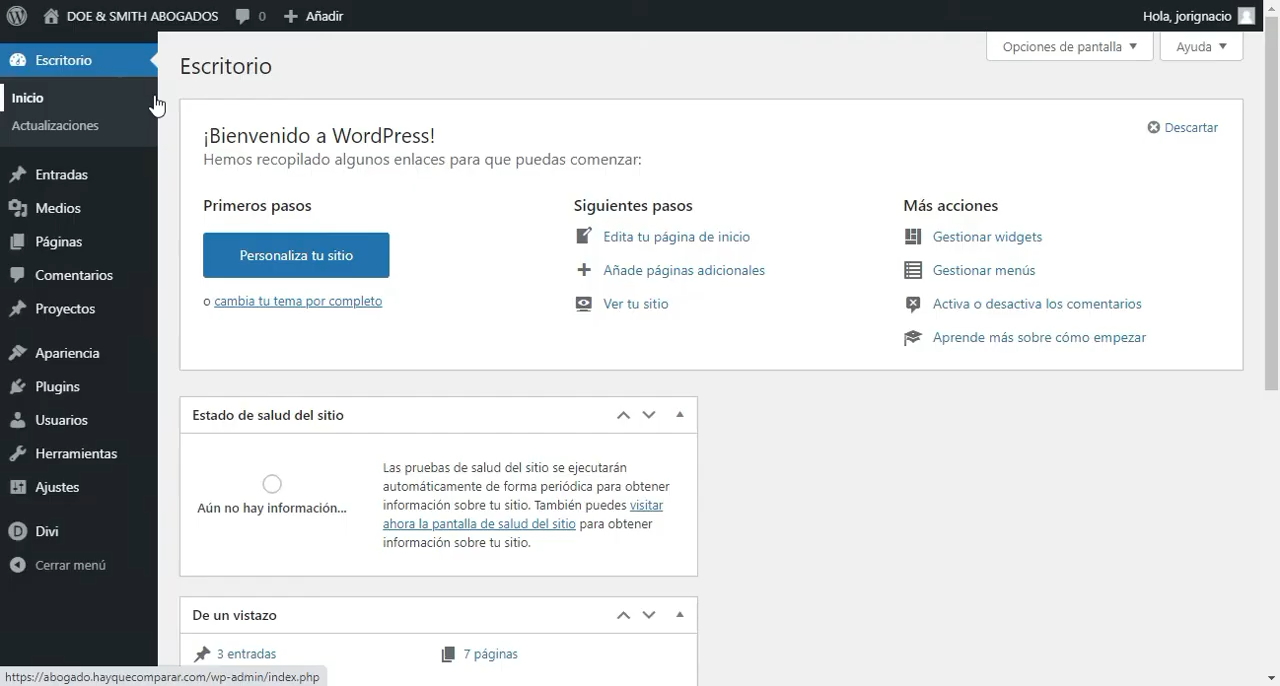 DOE & SMITH ABOGADOS 0 Añadir Hola, jorignacio
Opciones de pantalla Ayuda
Escritorio
Inicio
Actualizaciones
Entradas
Medios
Páginas
Comentarios
Proyectos
Apariencia
Plugins
Usuarios
Herramientas
Ajustes
Divi
Cerrar menú
Escritorio
¡Bienvenido a WordPress!
Descartar
Hemos recopilado algunos enlaces para que puedas comenzar:
Primeros pasos
Personaliza tu sitio
o cambia tu tema por completo
Siguientes pasos
Edita tu página de inicio
Añade páginas adicionales
Ver tu sitio
Más acciones
Gestionar widgets
Gestionar menús
Activa o desactiva los comentarios
Aprende más sobre cómo empezar
Estado de salud del sitio
Aún no hay información...
Las pruebas de salud del sitio se ejecutarán
automáticamente de forma periódica para obtener
información sobre tu sitio. También puedes visitar
ahora la pantalla de salud del sitio para obtener
información sobre tu sitio.
De un vistazo
3 entradas
7 páginas
https://abogado.hayquecomparar.com/wp-admin/index.php